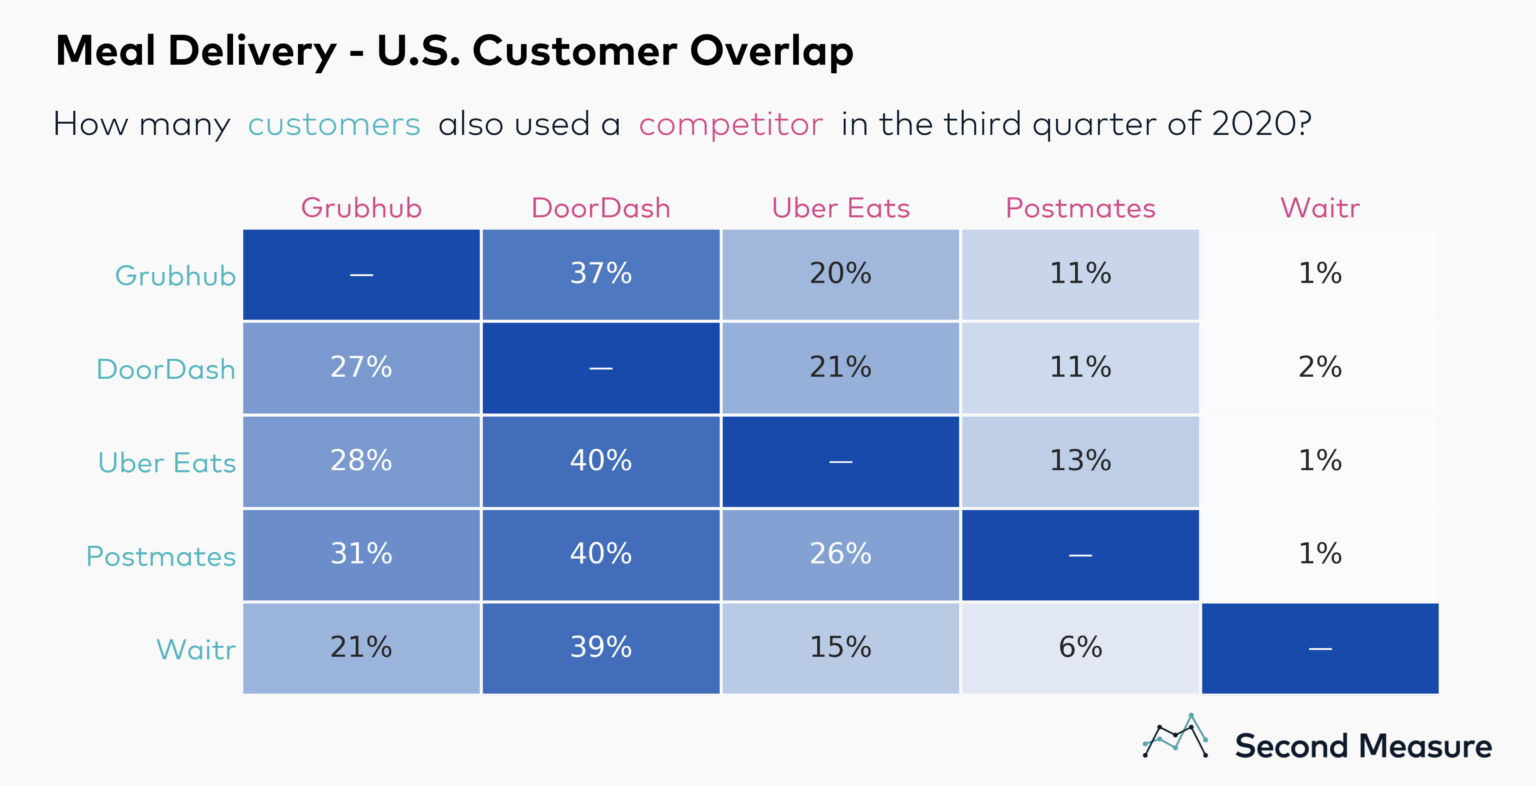 Meal Delivery - U.S. Customer Overlap
How many customers also used a competitor in the third quarter of 2020?
Grubhub DoorDash Uber Eats Postmates Waitr
Grubhub — 37% 20% 11% 1%
DoorDash 27% — 21% 11% 2%
Uber Eats 28% 40% — 13% 1%
Postmates 31% 40% 26% — 1%
Waitr 21% 39% 15% 6% —
Second Measure